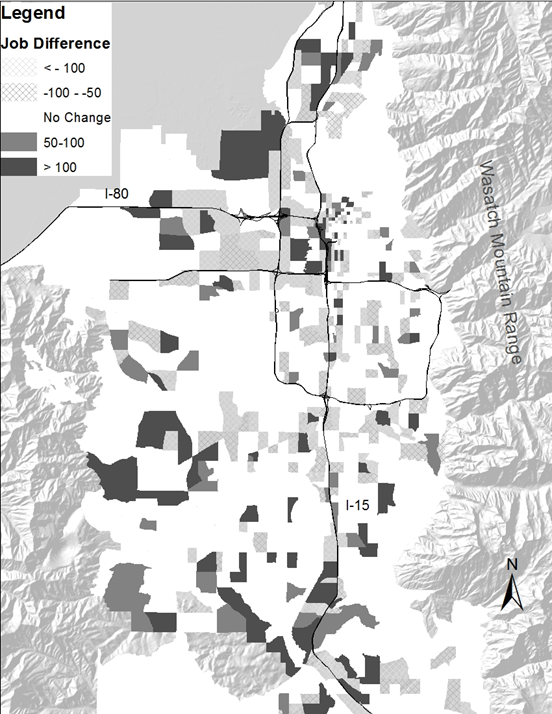 Legend
Job Difference
< - 100
-100 - -50
No Change
50-100
> 100
I-80
Wasatch Mountain Range
I-15
N